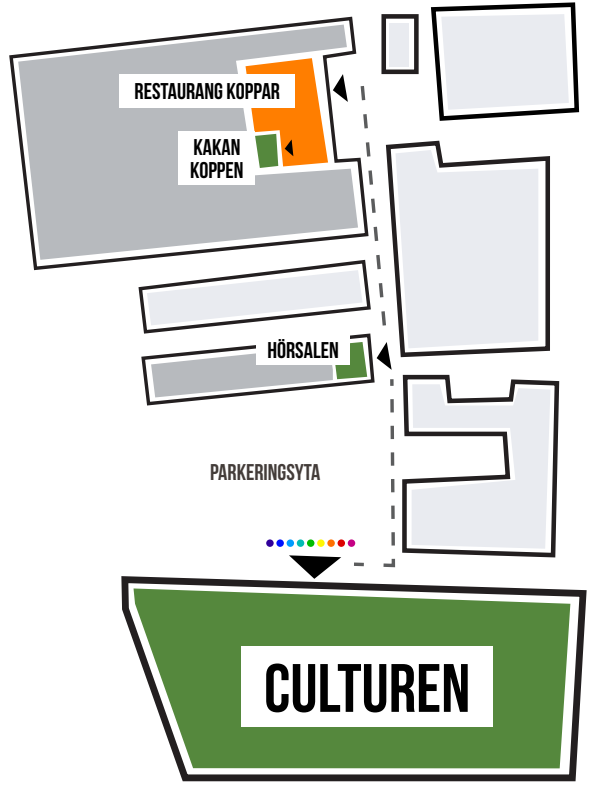 RESTAURANG KOPPAR
KAKAN
KOPPEN
HÖRSALEN
PARKERINGSYTA
CULTUREN